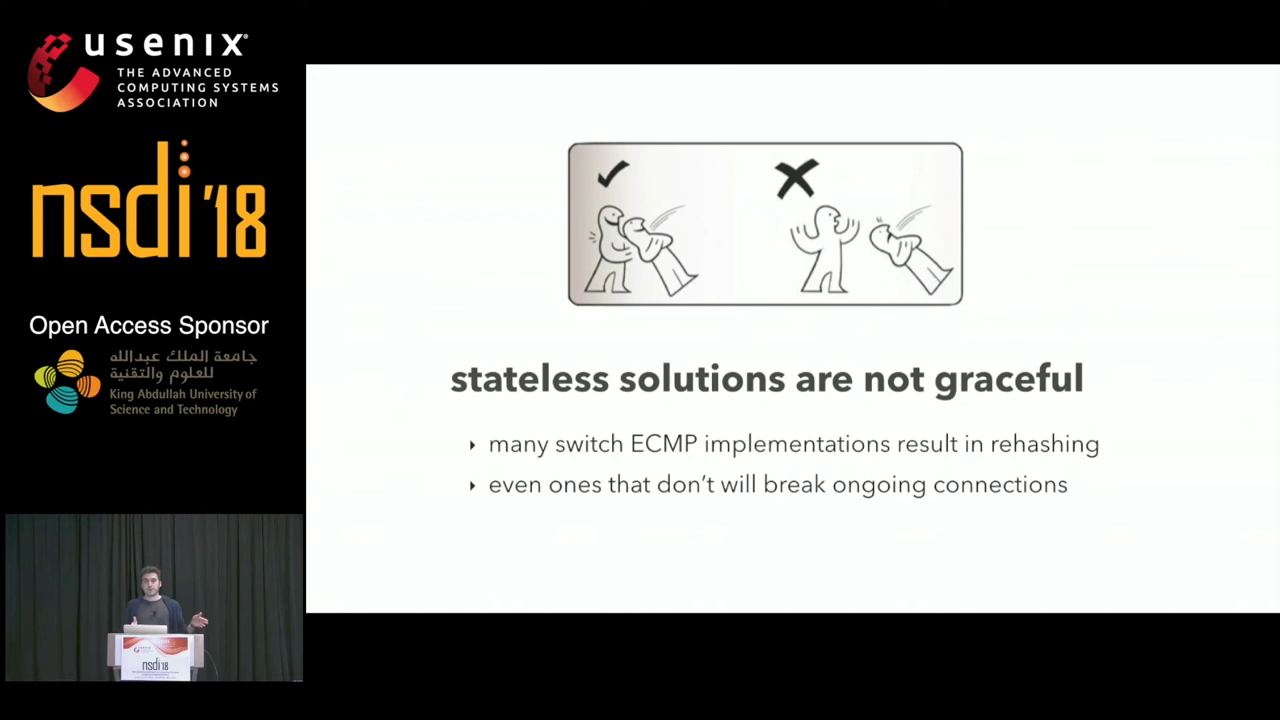 usenix
THE ADVANCED
COMPUTING SYSTEMS
ASSOCIATION
nsdi '18
Open Access Sponsor
جامعة الملك عبدالله
للعلوم والتقنية
King Abdullah University of
Science and Technology
stateless solutions are not graceful
many switch ECMP implementations result in rehashing
even ones that don't will break ongoing connections
usenix
nsdi'18